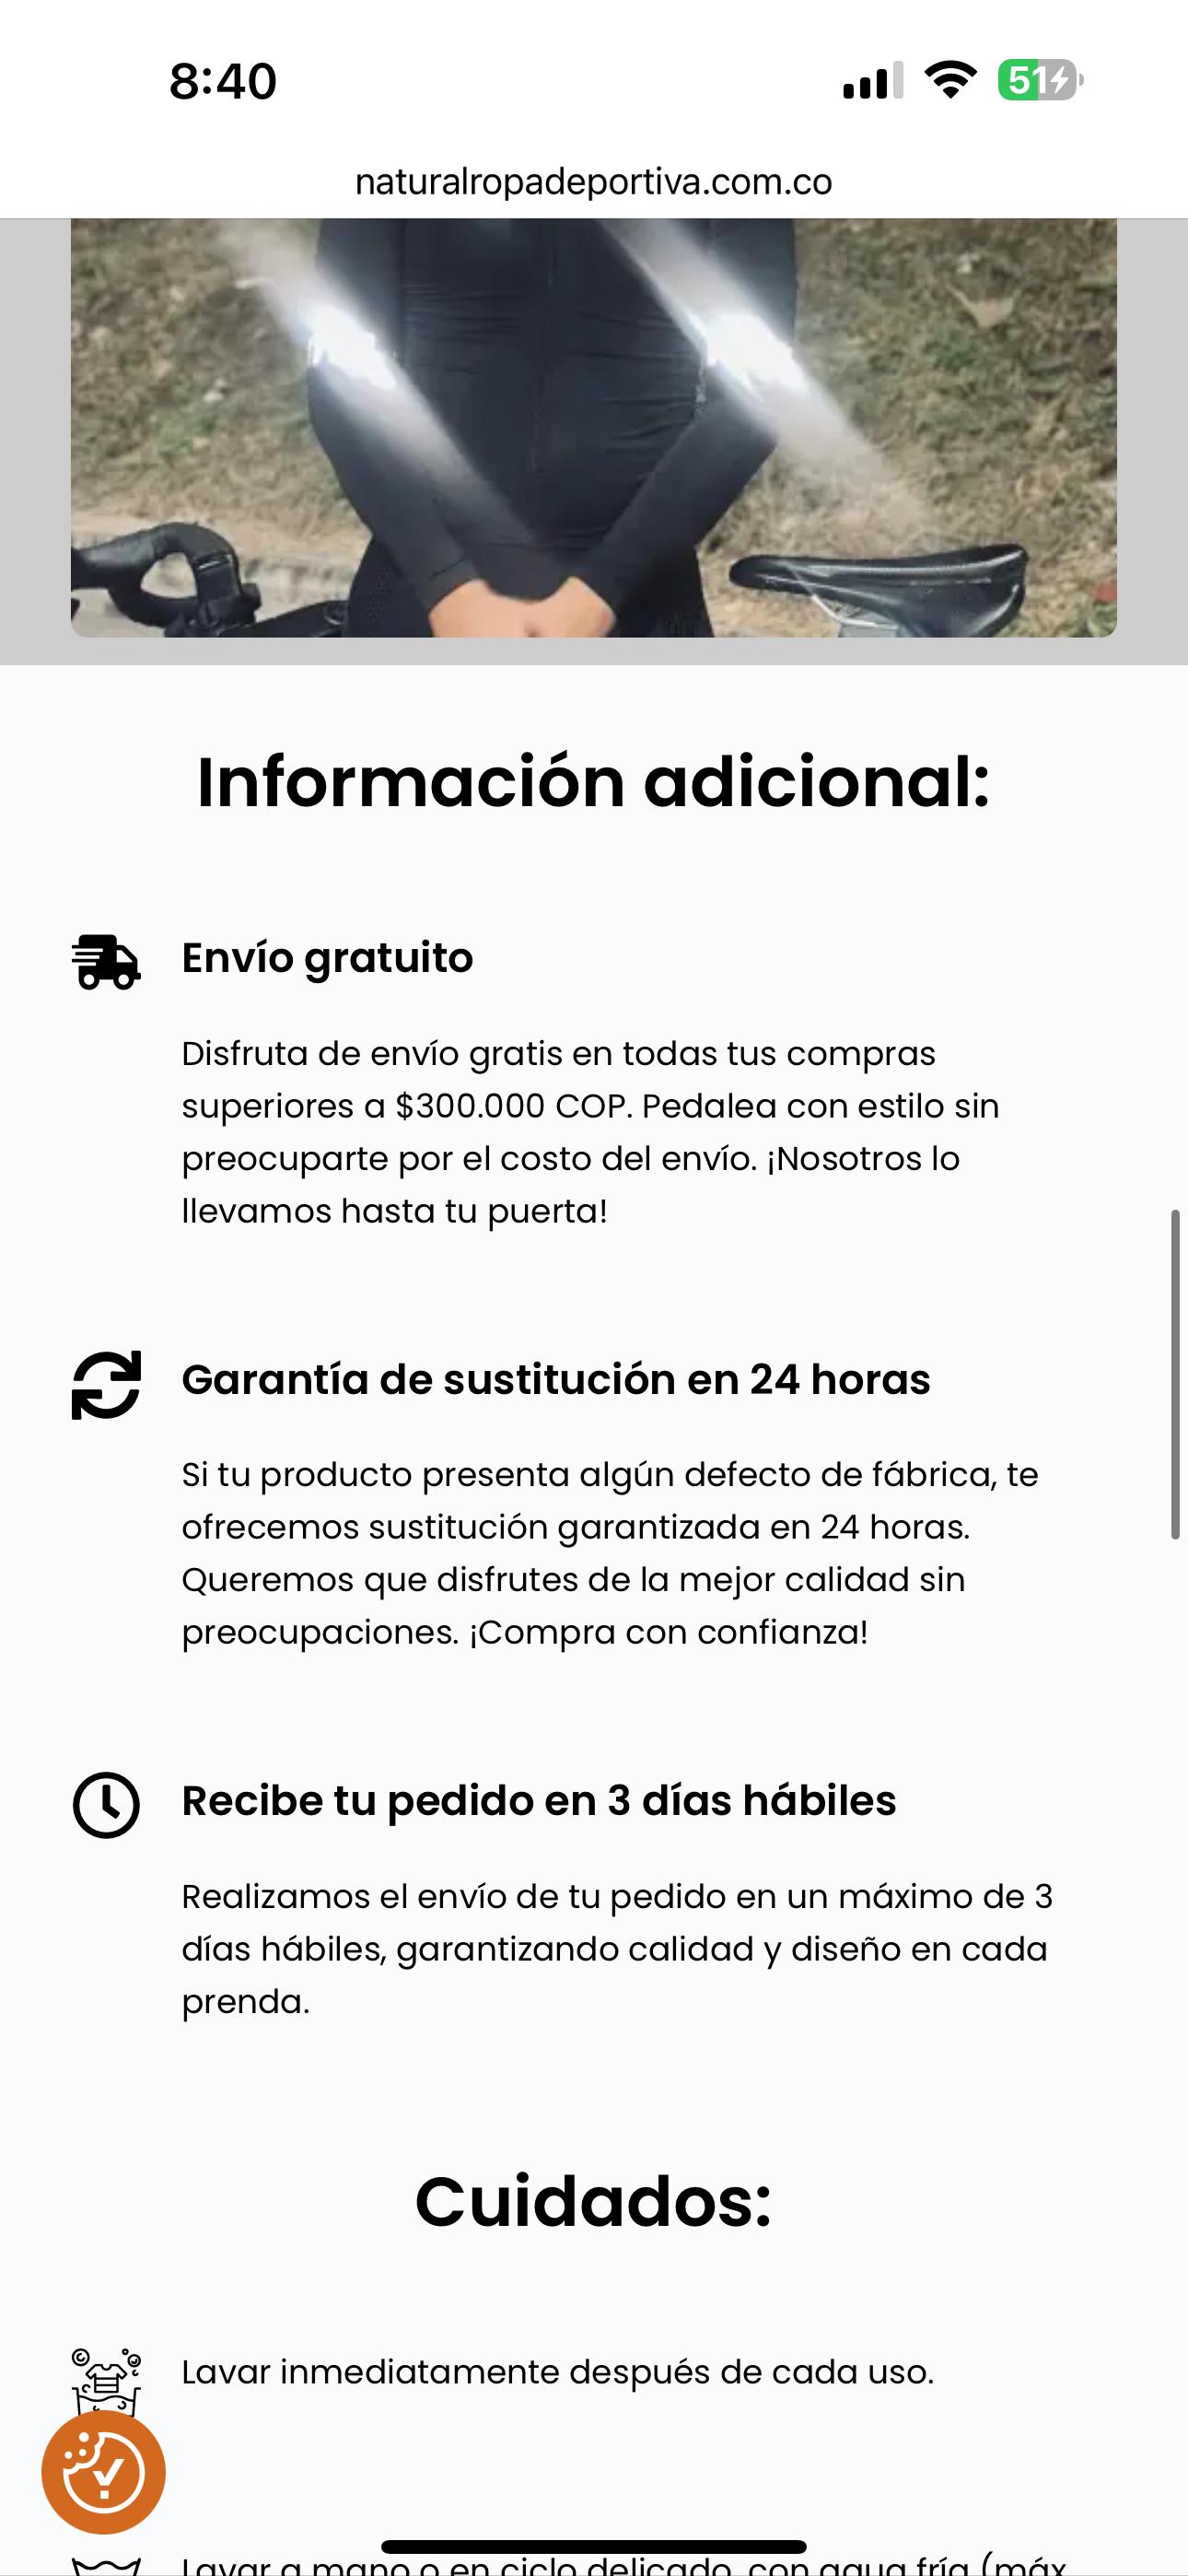 8:40
51
naturalropadeportiva.com.co
Información adicional:
Envío gratuito
Disfruta de envío gratis en todas tus compras
superiores a $300.000 COP. Pedalea con estilo sin
preocuparte por el costo del envío. ¡Nosotros lo
llevamos hasta tu puerta!
Garantía de sustitución en 24 horas
Si tu producto presenta algún defecto de fábrica, te
ofrecemos sustitución garantizada en 24 horas.
Queremos que disfrutes de la mejor calidad sin
preocupaciones. ¡Compra con confianza!
Recibe tu pedido en 3 días hábiles
Realizamos el envío de tu pedido en un máximo de 3
días hábiles, garantizando calidad y diseño en cada
prenda.
Cuidados:
Lavar inmediatamente después de cada uso.
Lavar a mano o en ciclo delicado, con agua fría (máx